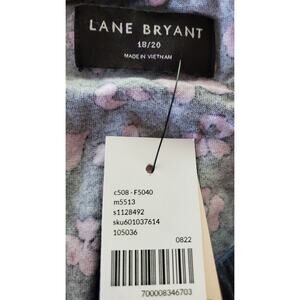 LANE BRYANT
18/20
MADE IN VIETNAM
c508 - F5040
m5513
s1128492
sku601037614
105036
0822
700008346703